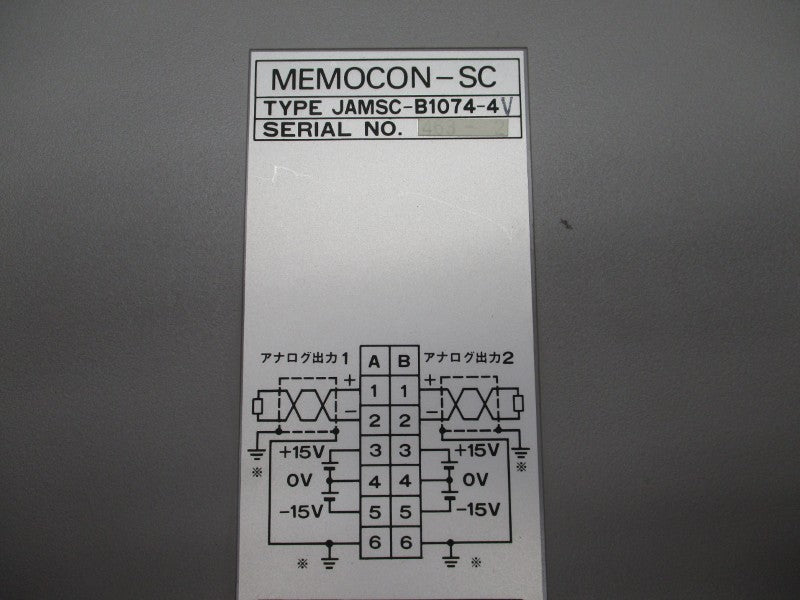 MEMOCON-SC
TYPE JAMSC-B1074-4V
SERIAL NO. 463-2
アナログ出力1 A B アナログ出力2
+ 1 1 +
- 2 2 -
+15V 3 3 +15V
※ ※
0V 4 4 0V
-15V 5 5 -15V
6 6
※ ※